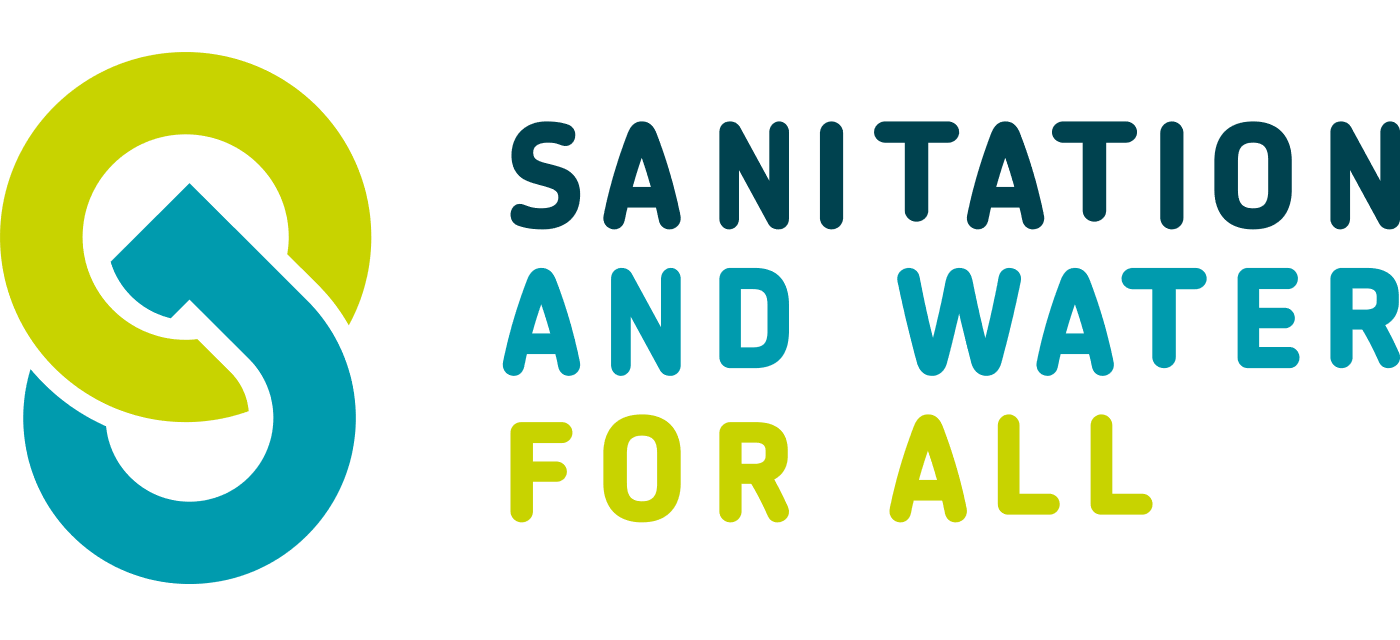 SANITATION
AND WATER
FOR ALL